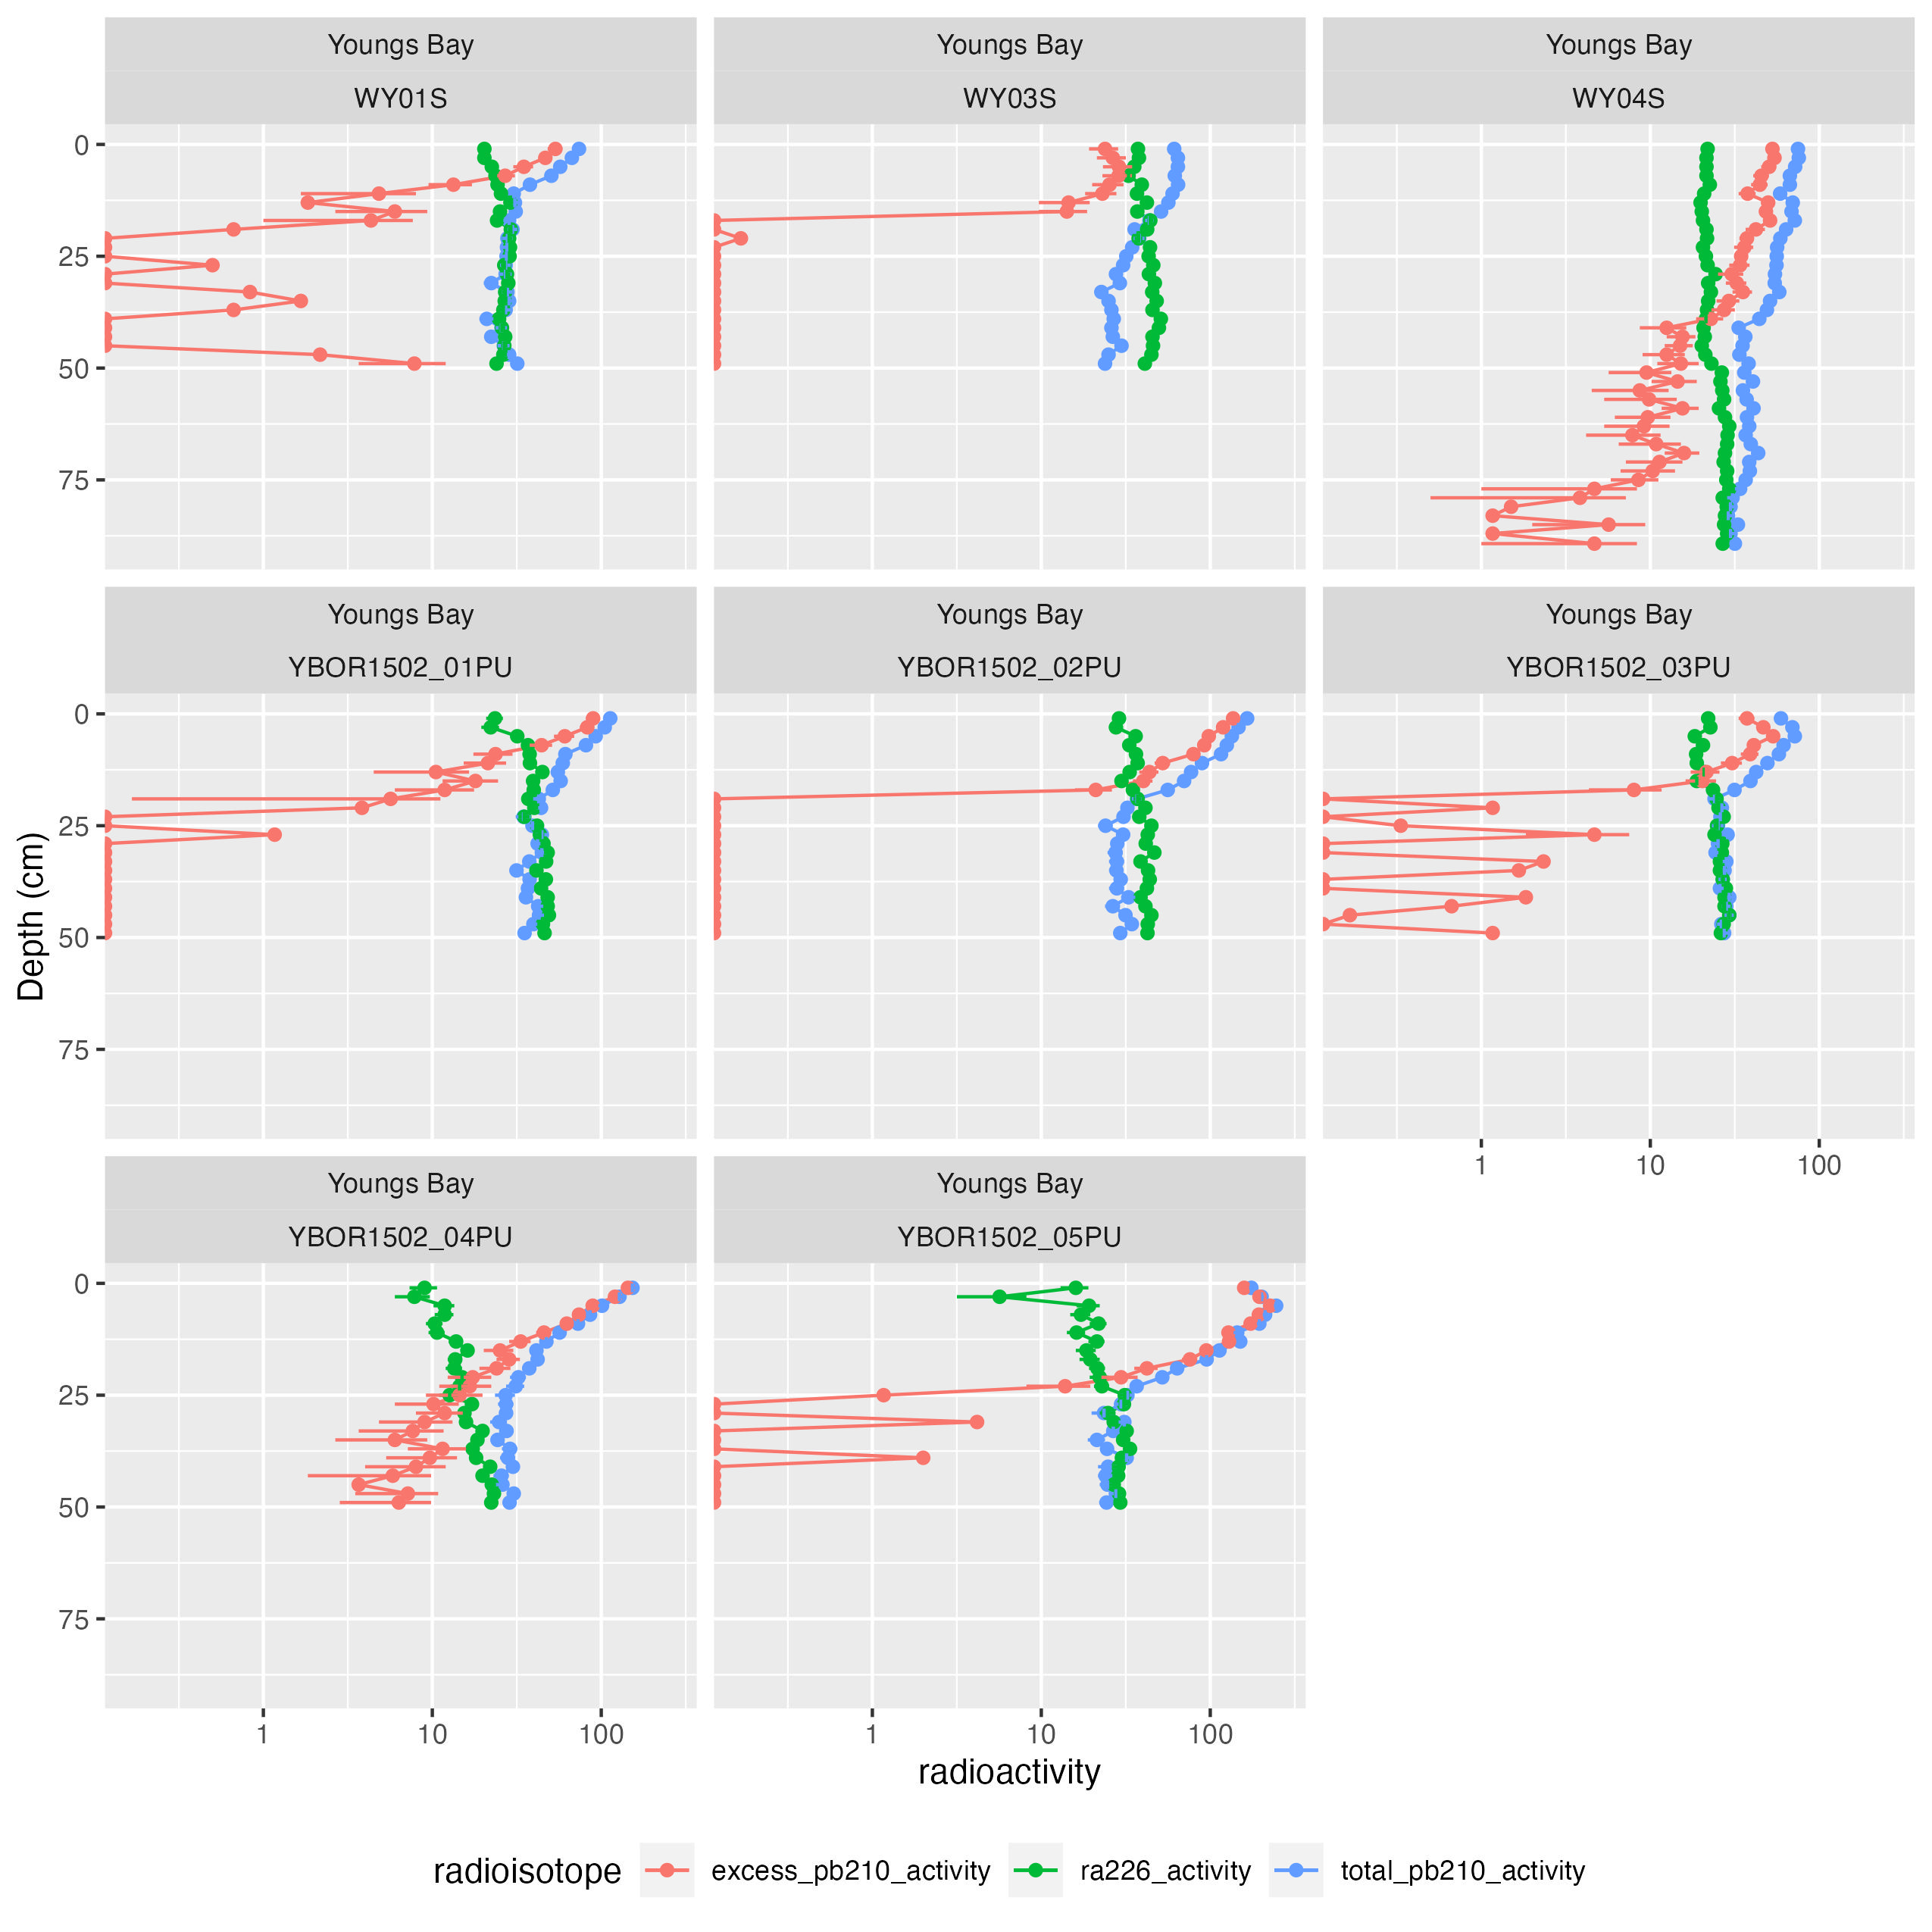 Youngs Bay
Youngs Bay
Youngs Bay
WY01S
WY03S
WY04S
0
25
50
75
Youngs Bay
Youngs Bay
Youngs Bay
YBOR1502_01PU
YBOR1502_02PU
YBOR1502_03PU
0
25
50
75
1
10
100
Depth (cm)
Youngs Bay
Youngs Bay
YBOR1502_04PU
YBOR1502_05PU
0
25
50
75
1
10
100
1
10
100
radioactivity
radioisotope
excess_pb210_activity
ra226_activity
total_pb210_activity